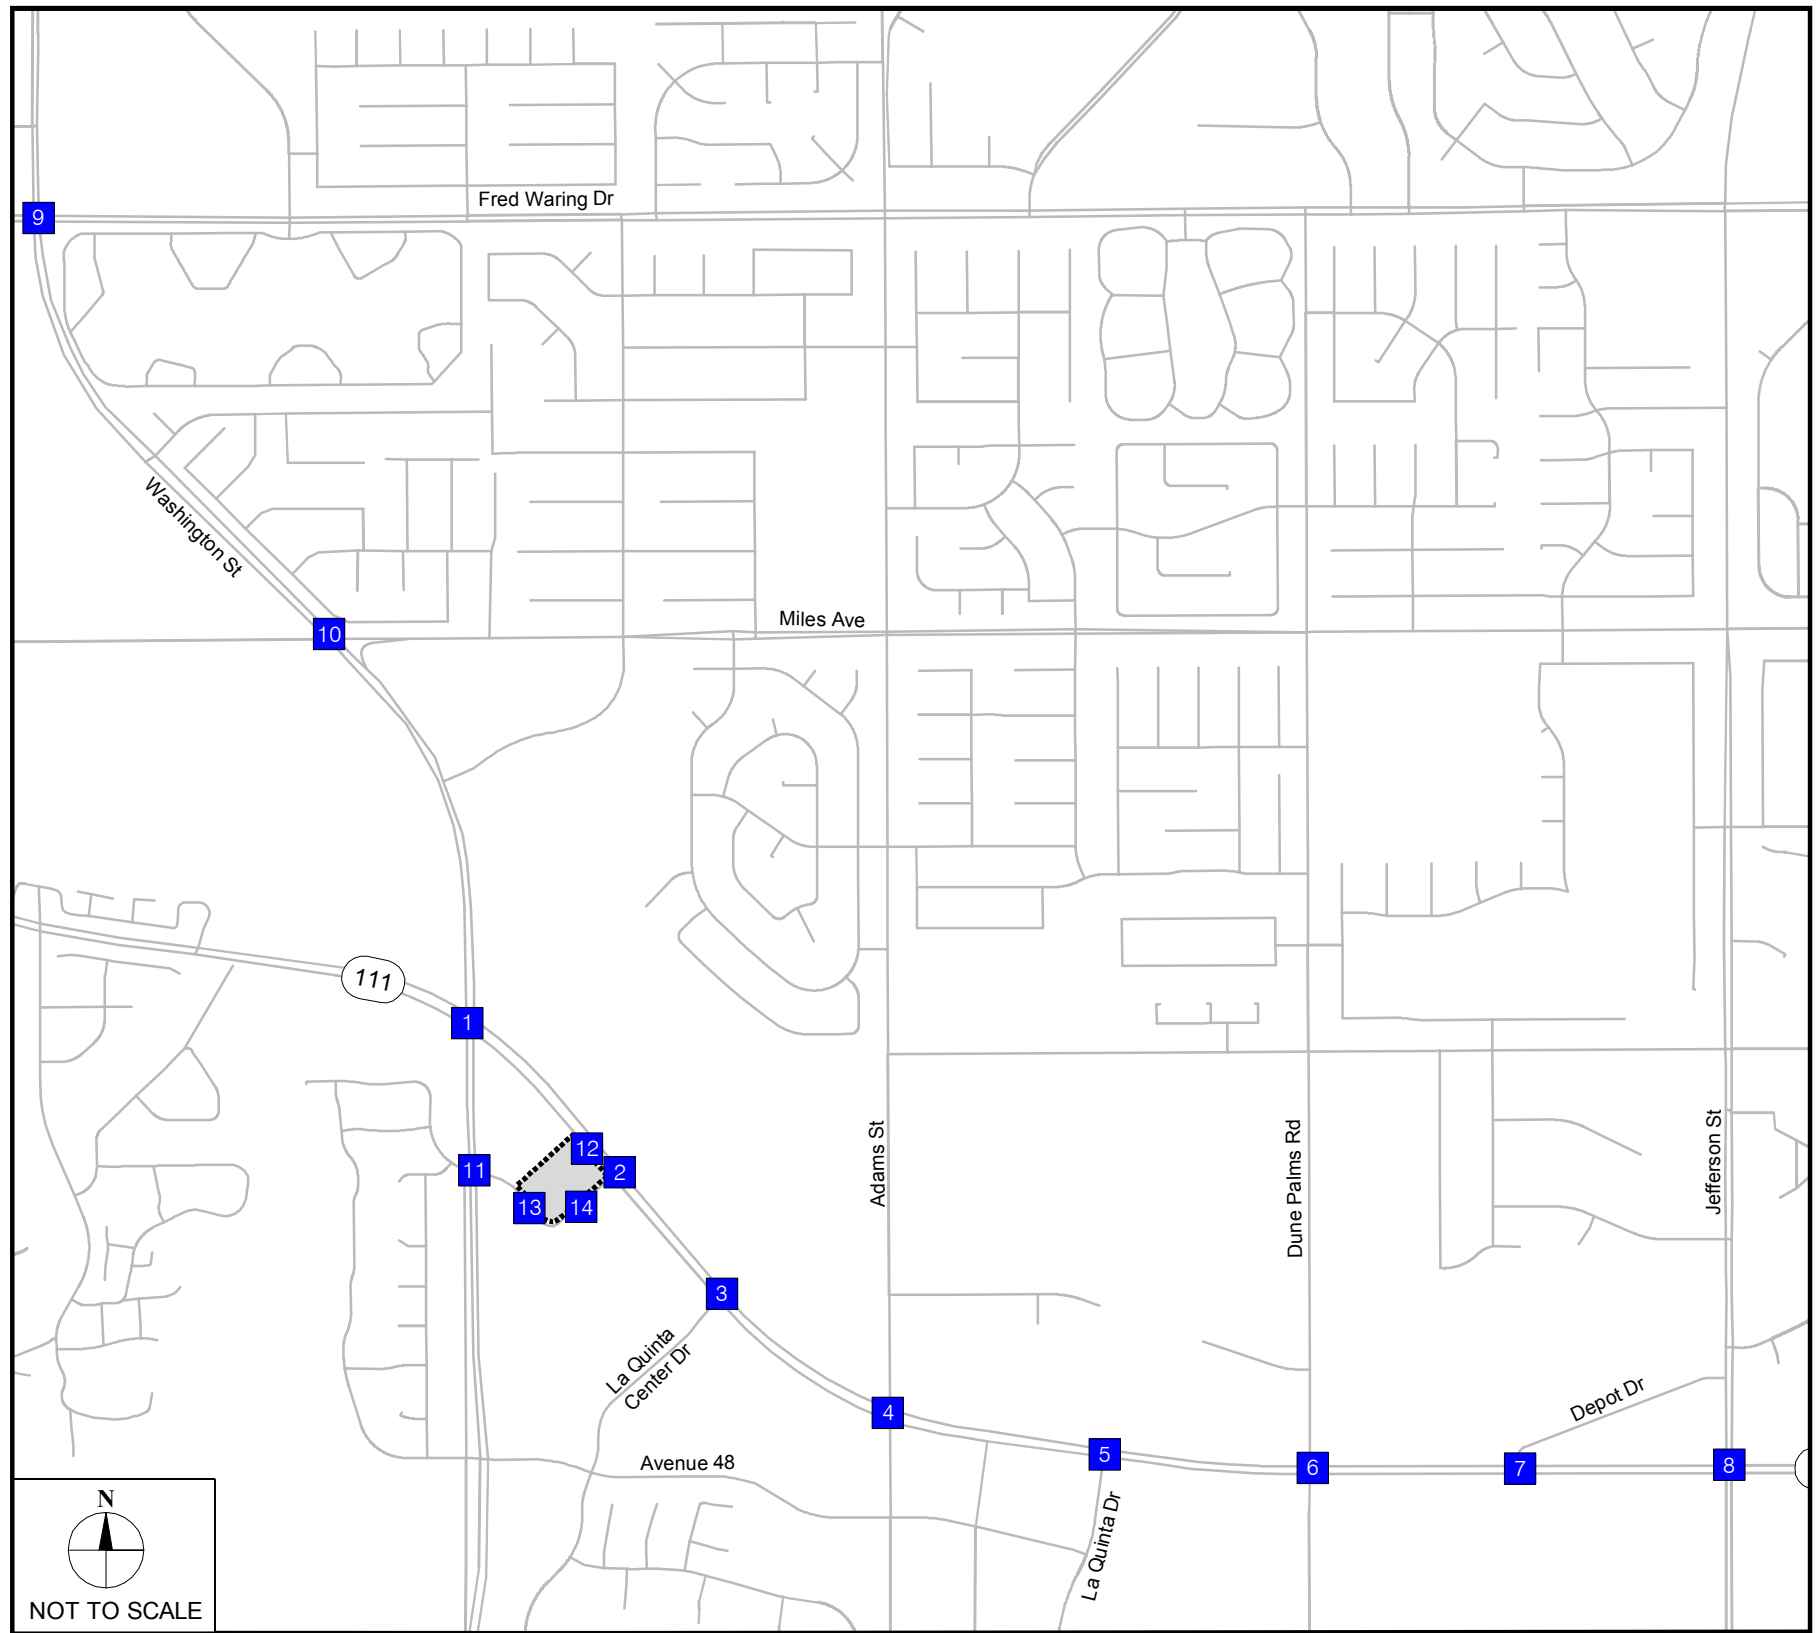 Fred Waring Dr
9
Washington St
10
Miles Ave
111
1
12
11
2
13
14
Adams St
Dune Palms Rd
Jefferson St
3
La Quinta
Center Dr
4
Depot Dr
5
6
7
8
Avenue 48
La Quinta Dr
N
NOT TO SCALE